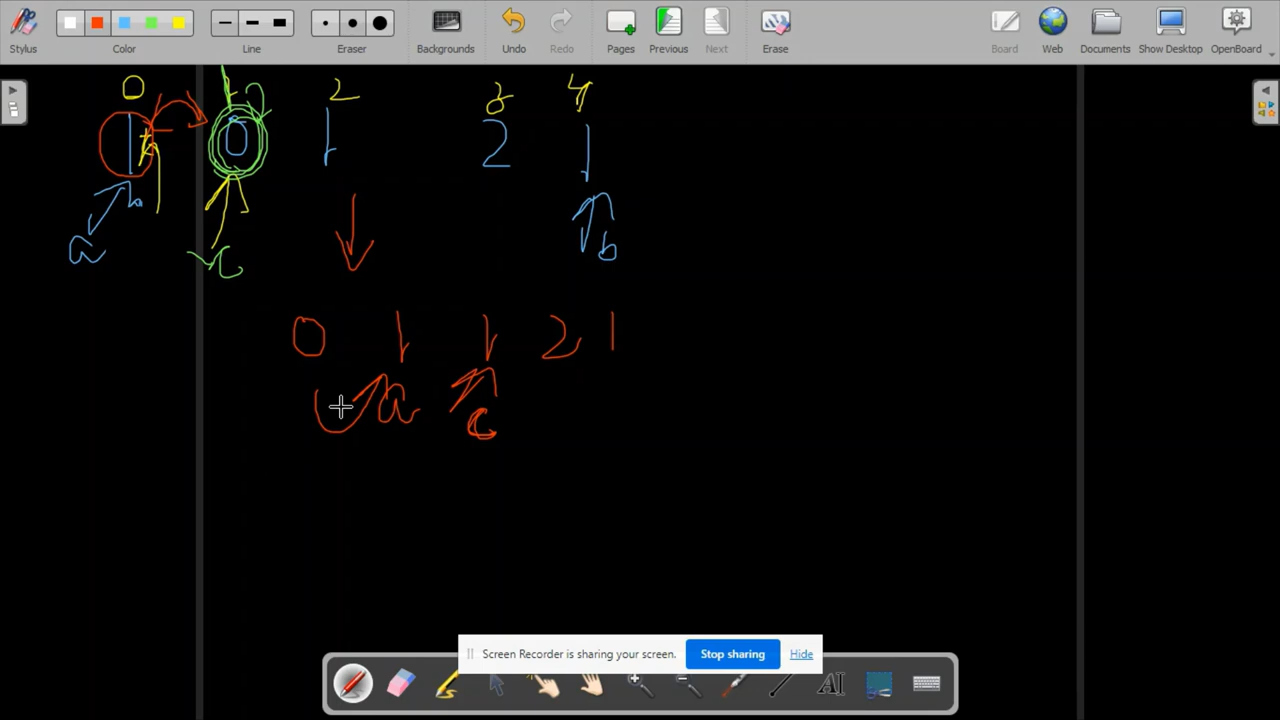 Stylus Color Line Eraser Backgrounds Undo Redo Pages Previous Next Erase Board Web Documents Show Desktop OpenBoard
0 2 3 4
1 0 1 2 1
a c b
0 1 1 2 1
a c
Screen Recorder is sharing your screen. Stop sharing Hide